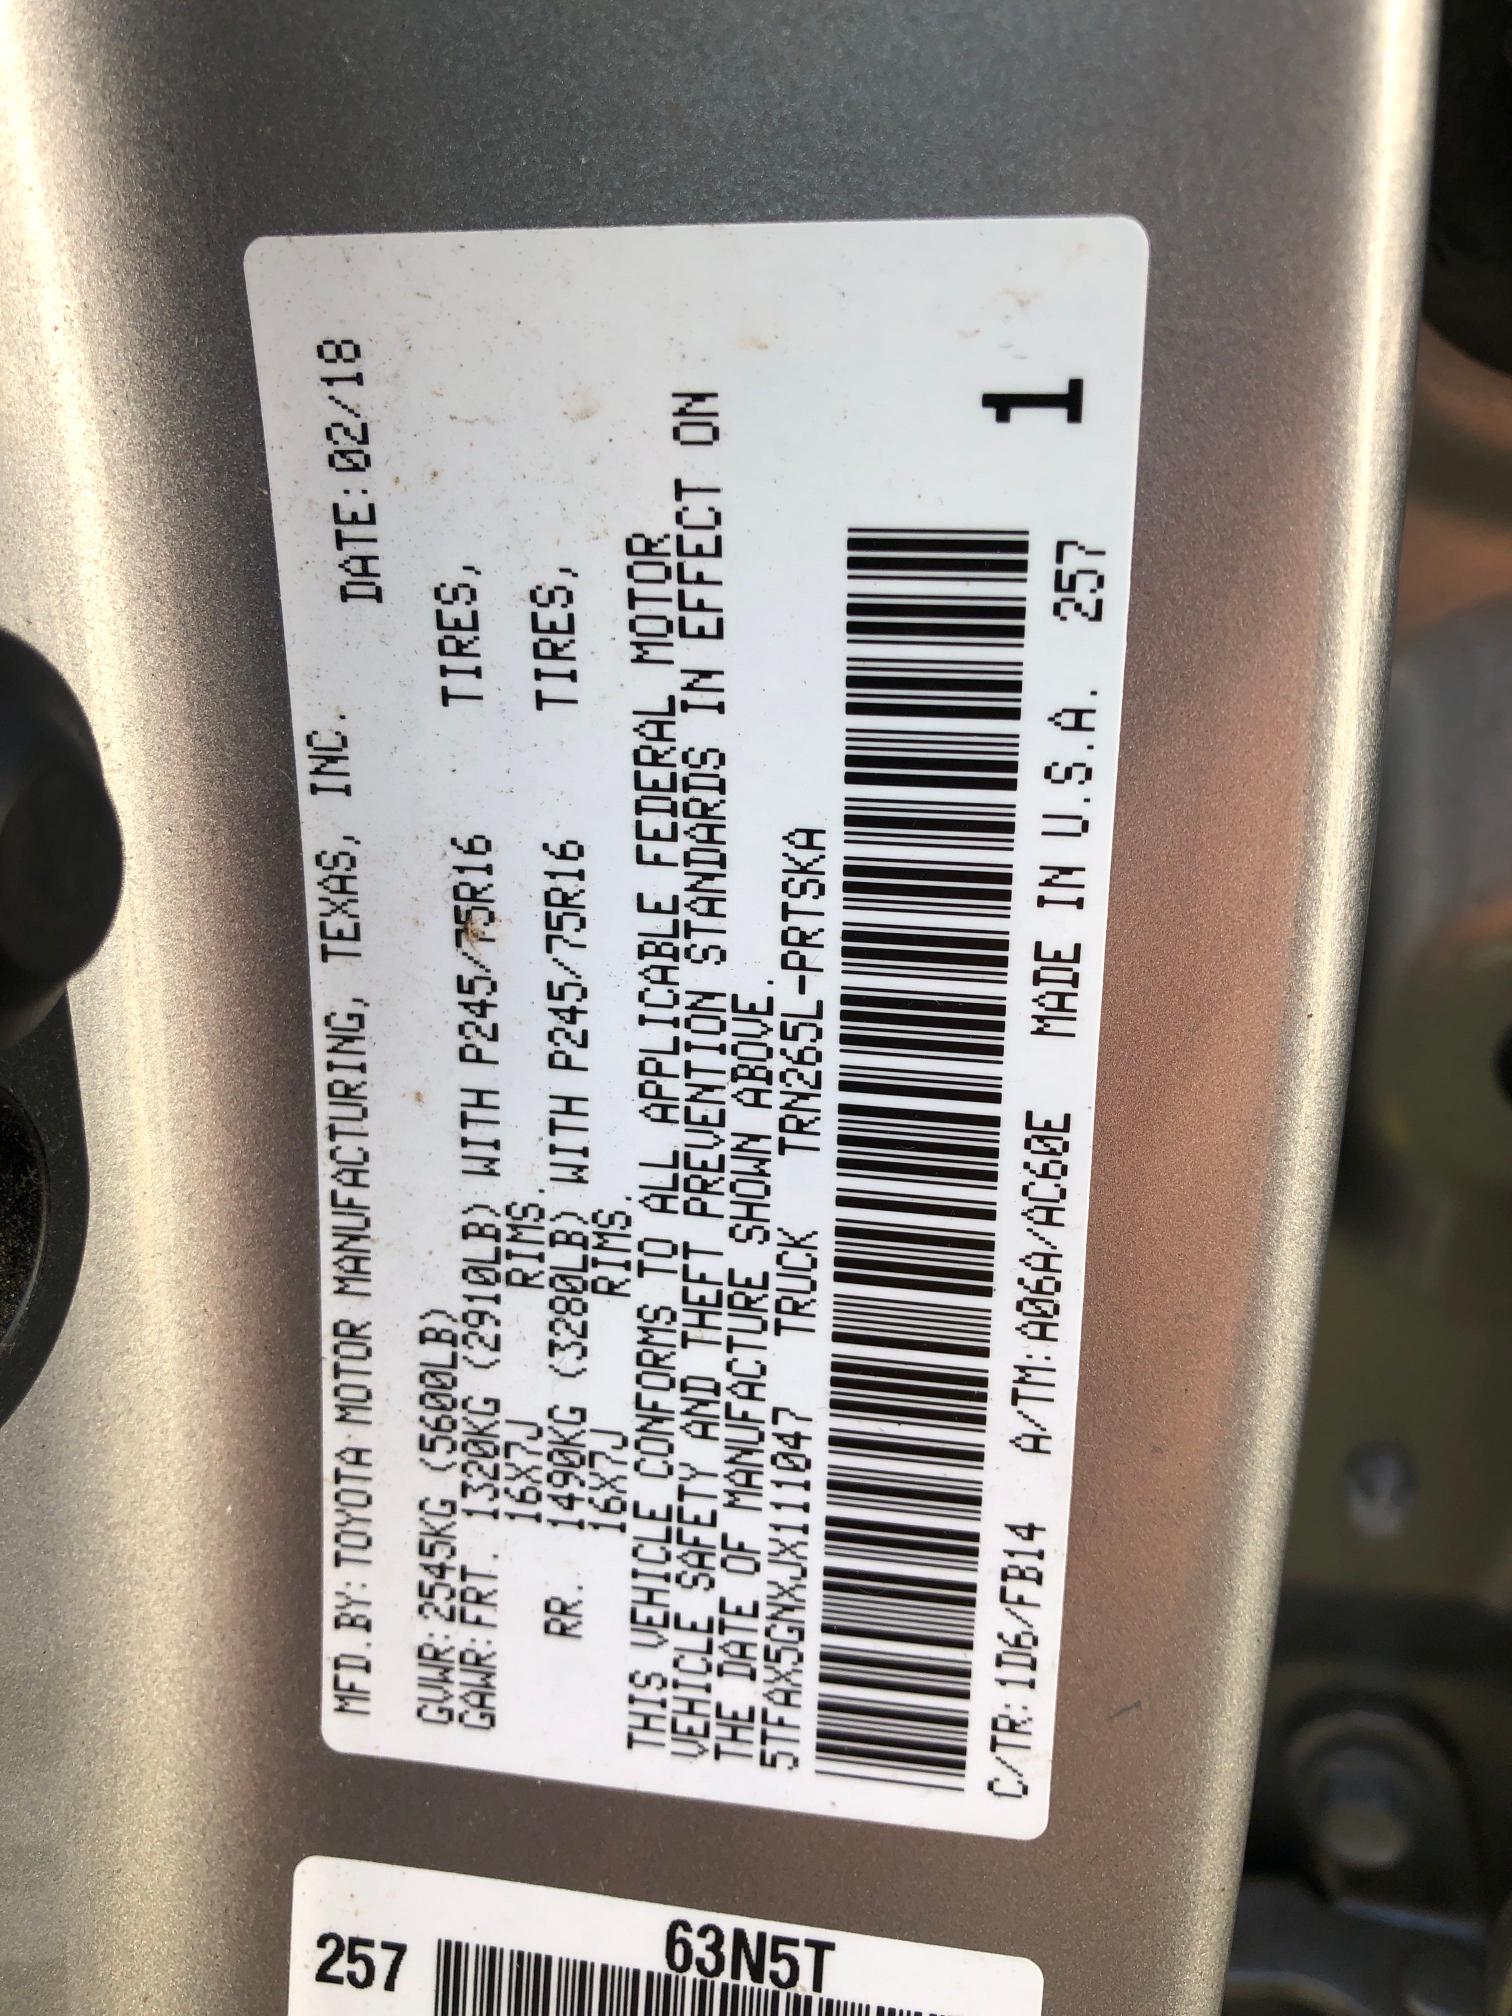 MFD.BY:TOYOTA MOTOR MANUFACTURING, TEXAS, INC. DATE:02/18
GVWR:2545KG (5600LB)
GAWR:FRT. 1320KG (2910LB) WITH P245/75R16 TIRES,
16X7J RIMS.
RR. 1490KG (3280LB) WITH P245/75R16 TIRES,
16X7J RIMS.
THIS VEHICLE CONFORMS TO ALL APPLICABLE FEDERAL MOTOR
VEHICLE SAFETY AND THEFT PREVENTION STANDARDS IN EFFECT ON
THE DATE OF MANUFACTURE SHOWN ABOVE.
5TFAX5GNXJX111047 TRUCK TRN265L-PRTSKA
1
C/TR:1D6/FB14 A/TM:A06A/AC60E MADE IN U.S.A. 257
257 63N5T